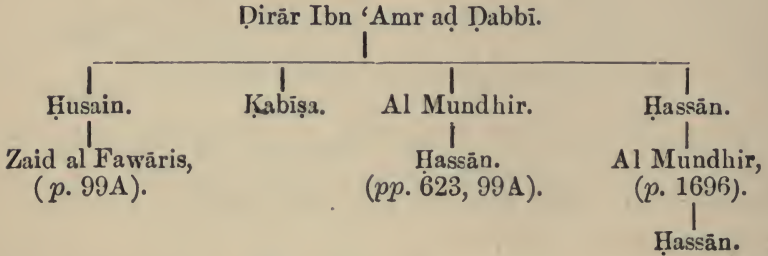 Ḍirār Ibn ‘Amr aḍ Ḍabbī.
Ḥusain. Ḳabīṣa. Al Mundhir. Ḥassān.
Zaid al Fawāris, Ḥassān. Al Mundhir,
(p. 99A). (pp. 623, 99A). (p. 1696).
Ḥassān.